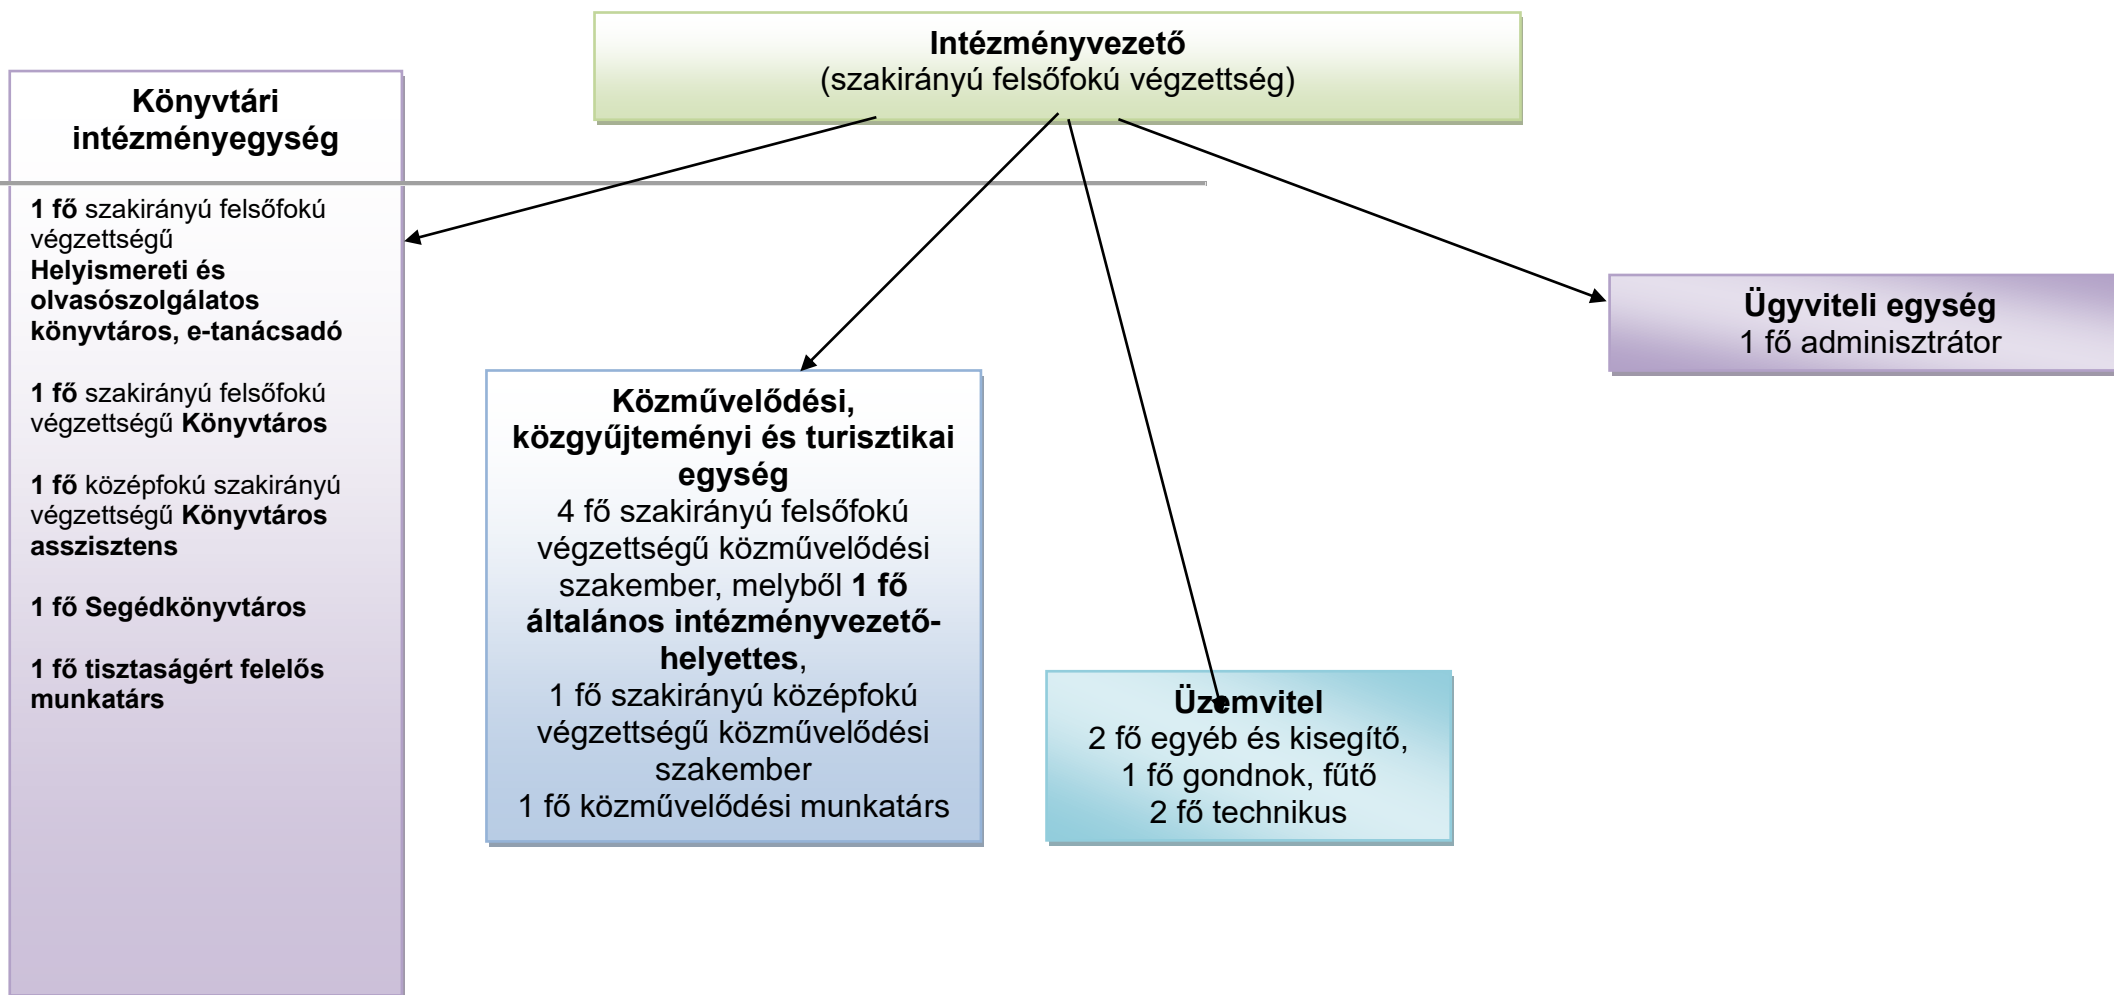 Intézményvezető
(szakirányú felsőfokú végzettség)
Könyvtári
intézményegység
1 fő szakirányú felsőfokú
végzettségű
Helyismereti és
olvasószolgálatos
könyvtáros, e-tanácsadó
1 fő szakirányú felsőfokú
végzettségű Könyvtáros
1 fő középfokú szakirányú
végzettségű Könyvtáros
asszisztens
1 fő Segédkönyvtáros
1 fő tisztaságért felelős
munkatárs
Közművelődési,
közgyűjteményi és turisztikai
egység
4 fő szakirányú felsőfokú
végzettségű közművelődési
szakember, melyből 1 fő
általános intézményvezető-
helyettes,
1 fő szakirányú középfokú
végzettségű közművelődési
szakember
1 fő közművelődési munkatárs
Üzemvitel
2 fő egyéb és kisegítő,
1 fő gondnok, fűtő
2 fő technikus
Ügyviteli egység
1 fő adminisztrátor